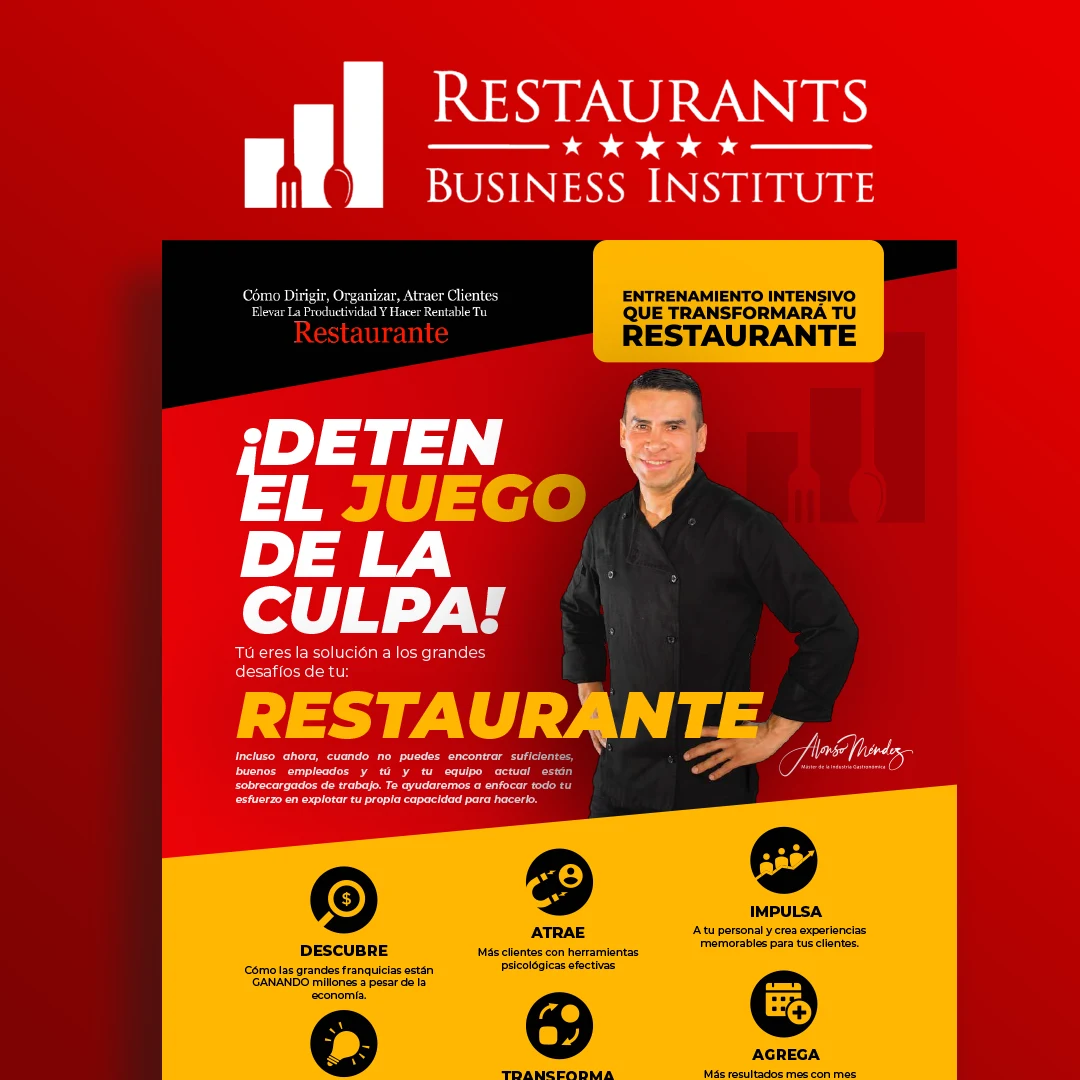 RESTAURANTS
BUSINESS INSTITUTE
Cómo Dirigir, Organizar, Atraer Clientes
Elevar La Productividad Y Hacer Rentable Tu
Restaurante
ENTRENAMIENTO INTENSIVO
QUE TRANSFORMARÁ TU
RESTAURANTE
¡DETEN
EL JUEGO
DE LA
CULPA!
Tú eres la solución a los grandes
desafíos de tu:
RESTAURANTE
Incluso ahora, cuando no puedes encontrar suficientes,
buenos empleados y tú y tu equipo actual están
sobrecargados de trabajo. Te ayudaremos a enfocar todo tu
esfuerzo en explotar tu propia capacidad para hacerlo.
Alonso Méndez
Máster de la Industria Gastronómica
DESCUBRE
Cómo las grandes franquicias están
GANANDO millones a pesar de la
economía.
ATRAE
Más clientes con herramientas
psicológicas efectivas
IMPULSA
A tu personal y crea experiencias
memorables para tus clientes.
TRANSFORMA
AGREGA
Más resultados mes con mes